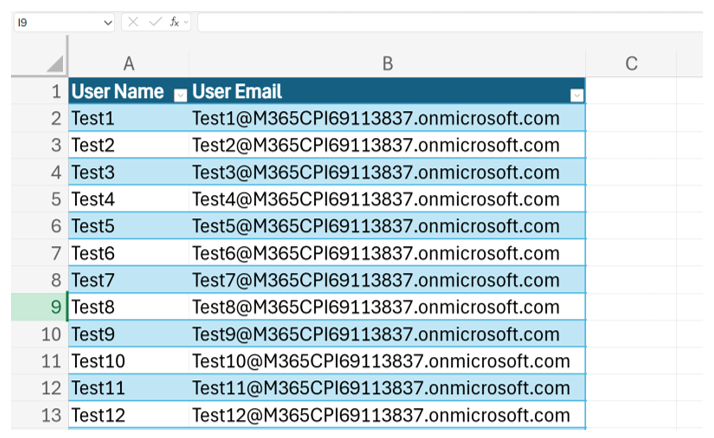 I9 fx
A B C
1 User Name User Email
2 Test1 Test1@M365CPI69113837.onmicrosoft.com
3 Test2 Test2@M365CPI69113837.onmicrosoft.com
4 Test3 Test3@M365CPI69113837.onmicrosoft.com
5 Test4 Test4@M365CPI69113837.onmicrosoft.com
6 Test5 Test5@M365CPI69113837.onmicrosoft.com
7 Test6 Test6@M365CPI69113837.onmicrosoft.com
8 Test7 Test7@M365CPI69113837.onmicrosoft.com
9 Test8 Test8@M365CPI69113837.onmicrosoft.com
10 Test9 Test9@M365CPI69113837.onmicrosoft.com
11 Test10 Test10@M365CPI69113837.onmicrosoft.com
12 Test11 Test11@M365CPI69113837.onmicrosoft.com
13 Test12 Test12@M365CPI69113837.onmicrosoft.com